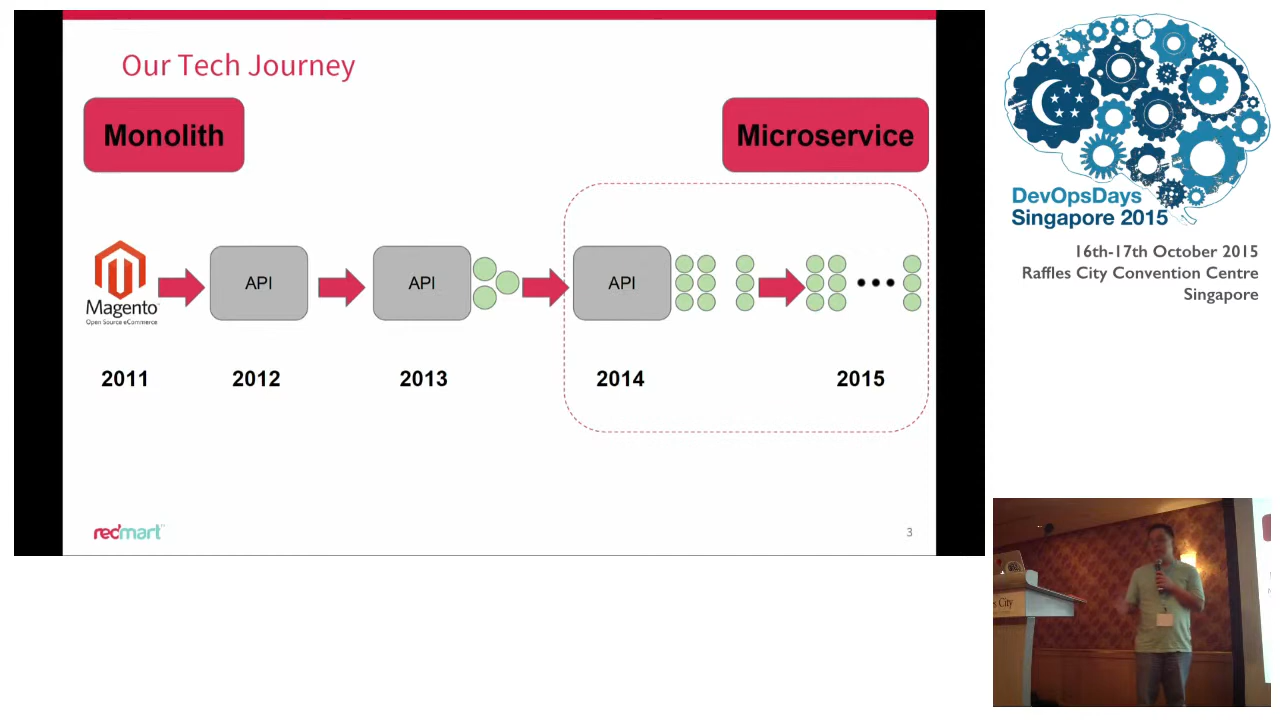 Our Tech Journey
Monolith
Microservice
Magento
Open Source eCommerce
API
API
API
2011
2012
2013
2014
2015
redmart
3
DevOpsDays
Singapore 2015
16th-17th October 2015
Raffles City Convention Centre
Singapore
City